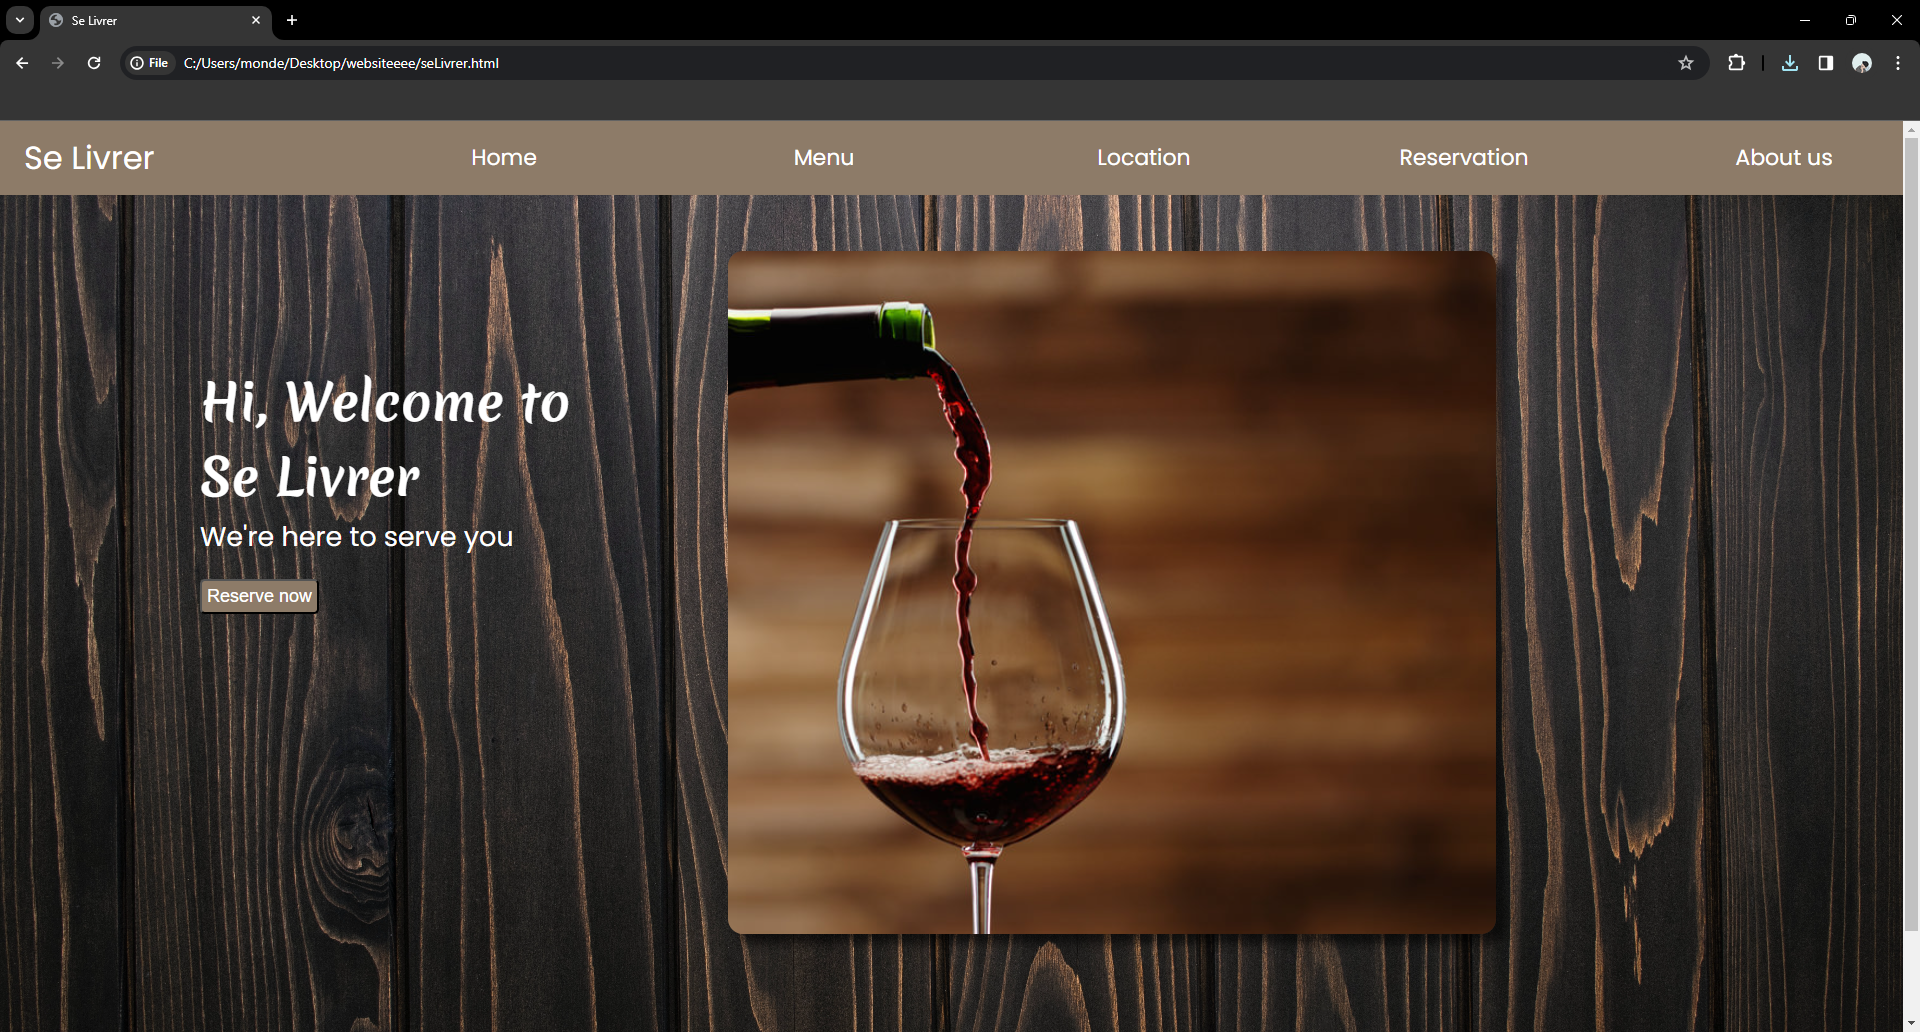 Se Livrer
File C:/Users/monde/Desktop/websiteeee/seLivrer.html
Se Livrer Home Menu Location Reservation About us
Hi, Welcome to
Se Livrer
We're here to serve you
Reserve now